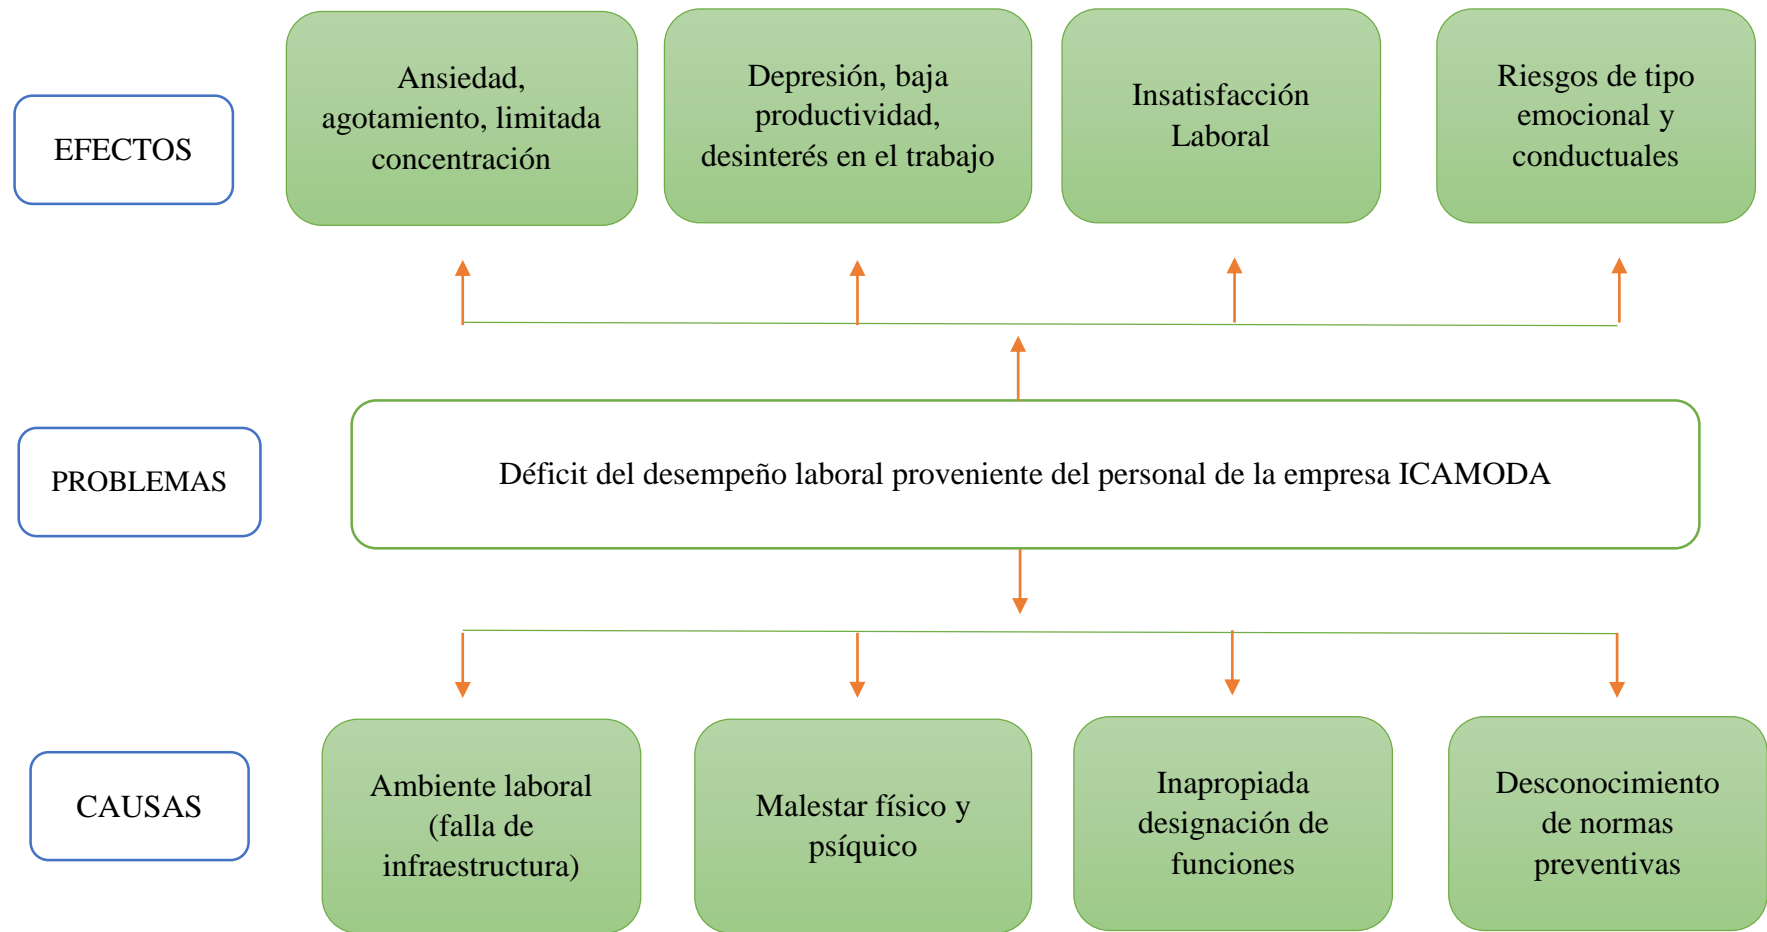 EFECTOS
Ansiedad,
agotamiento, limitada
concentración
Depresión, baja
productividad,
desinterés en el trabajo
Insatisfacción
Laboral
Riesgos de tipo
emocional y
conductuales
PROBLEMAS
Déficit del desempeño laboral proveniente del personal de la empresa ICAMODA
CAUSAS
Ambiente laboral
(falla de
infraestructura)
Malestar físico y
psíquico
Inapropiada
designación de
funciones
Desconocimiento
de normas
preventivas